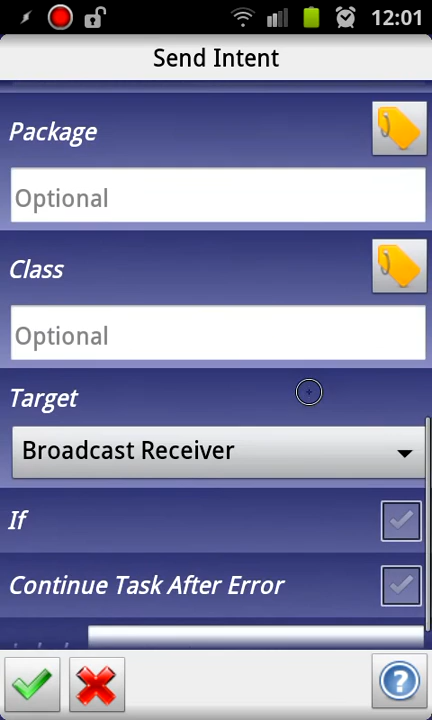 12:01
Send Intent
Package
Optional
Class
Optional
Target
Broadcast Receiver
If
Continue Task After Error